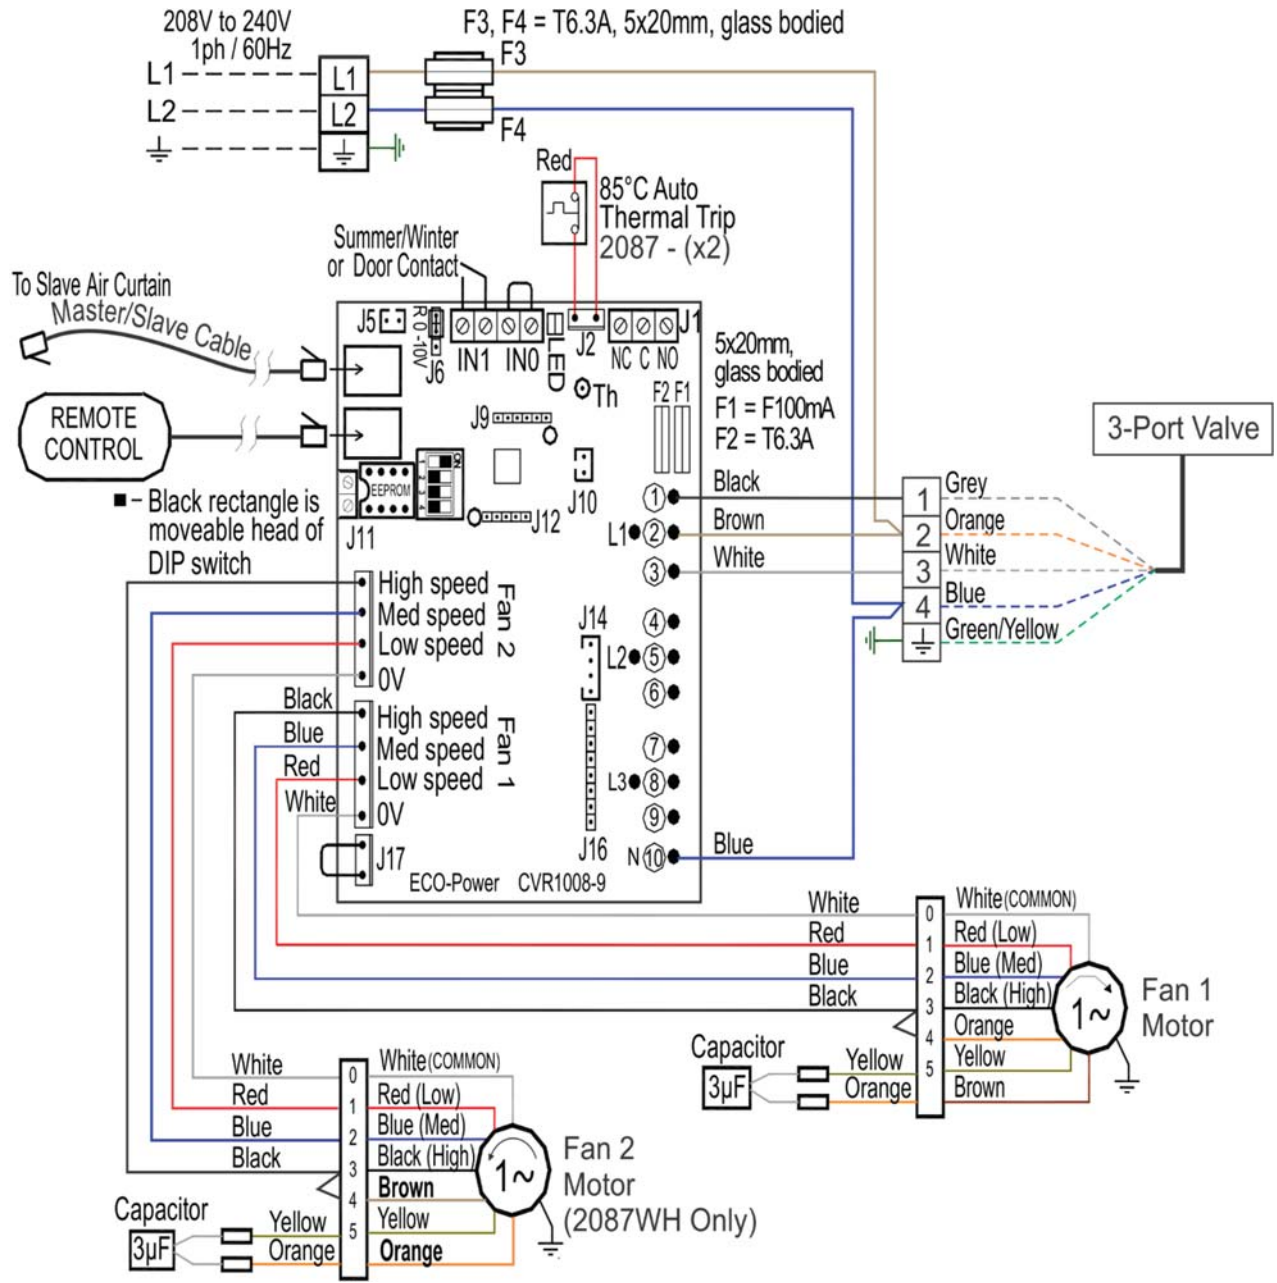 208V to 240V
1ph / 60Hz
F3, F4 = T6.3A, 5x20mm, glass bodied
L1
L1
F3
L2
L2
F4
Red
85°C Auto
Thermal Trip
2087 - (x2)
Summer/Winter
or Door Contact
To Slave Air Curtain
Master/Slave Cable
REMOTE
CONTROL
J5
R 0 -10V
J6
IN1
IN0
LED
J2
J1
NC C NO
Th
5x20mm,
glass bodied
F1 = F100mA
F2 = T6.3A
F2 F1
J9
J10
J12
EEPROM
ON
1
2
3
4
J11
■ – Black rectangle is
moveable head of
DIP switch
3-Port Valve
1
Black
1
Grey
L1
2
Brown
2
Orange
3
White
3
White
4
Blue
Green/Yellow
High speed
Med speed
Low speed
0V
Fan 2
J14
4
L2
5
6
Black
High speed
Blue
Med speed
Red
Low speed
White
0V
Fan 1
7
L3
8
9
J16
N
10
Blue
J17
ECO-Power CVR1008-9
White
0
White (COMMON)
Red
1
Red (Low)
Blue
2
Blue (Med)
Black
3
Black (High)
4
Orange
5
Yellow
Brown
1~
Fan 1
Motor
Capacitor
3µF
Yellow
Orange
White
0
White (COMMON)
Red
1
Red (Low)
Blue
2
Blue (Med)
Black
3
Black (High)
4
Brown
5
Yellow
Orange
1~
Fan 2
Motor
(2087WH Only)
Capacitor
3µF
Yellow
Orange